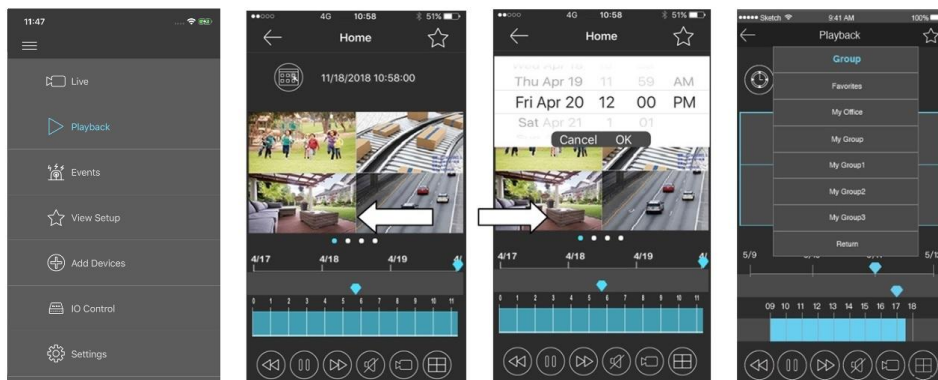 11:47
Live
Playback
Events
View Setup
Add Devices
IO Control
Settings
4G 10:58 51%
Home
11/18/2018 10:58:00
4/17 4/18 4/19 4/
0 1 2 3 4 5 6 7 8 9 10 11
4G 10:58 51%
Home
Thu Apr 19 11 59 AM
Fri Apr 20 12 00 PM
Sat Apr 21 1 01
Cancel OK
4/17 4/18 4/19 4/
0 1 2 3 4 5 6 7 8 9 10 11
Sketch 9:41 AM 100%
Playback
Group
Favorites
My Office
My Group
My Group1
My Group2
My Group3
Return
5/9
09 10 11 12 13 14 15 16 17 18